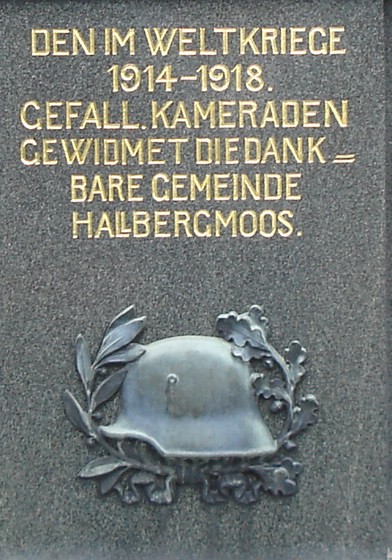 DEN IM WELTKRIEGE
1914-1918.
GEFALL. KAMERADEN
GEWIDMET DIE DANK=
BARE GEMEINDE
HALLBERGMOOS.